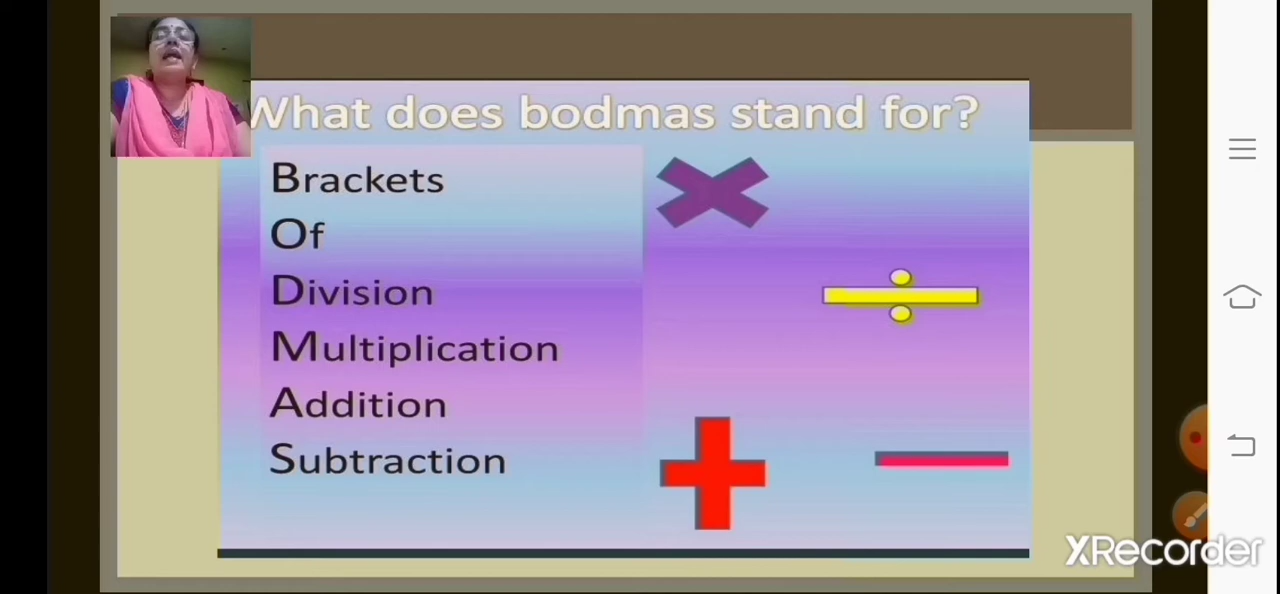 What does bodmas stand for?
Brackets
Of
Division
Multiplication
Addition
Subtraction
XRecorder